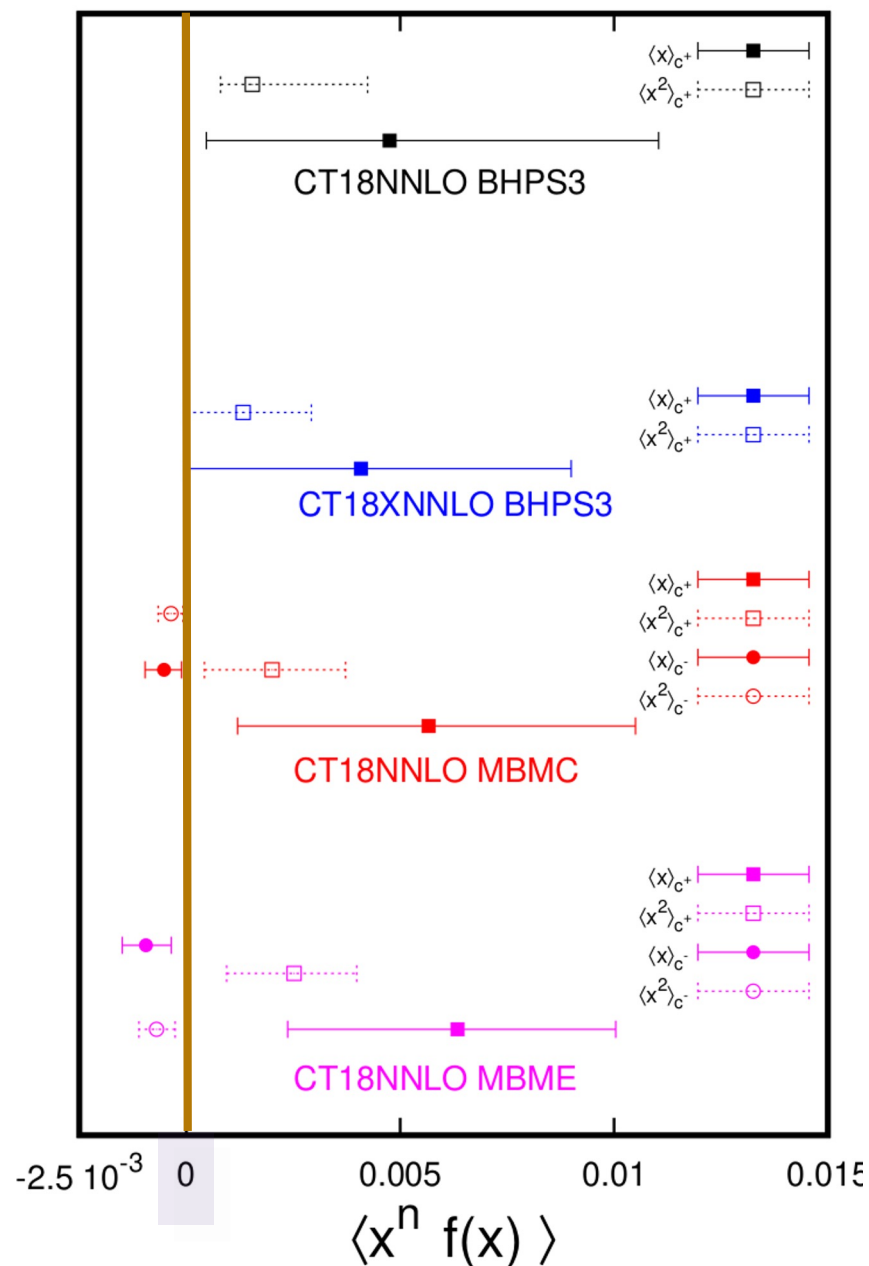 ⟨x⟩c⁺
⟨x²⟩c⁺
CT18NNLO BHPS3
⟨x⟩c⁺
⟨x²⟩c⁺
CT18XNNLO BHPS3
⟨x⟩c⁺
⟨x²⟩c⁺
⟨x⟩c⁻
⟨x²⟩c⁻
CT18NNLO MBMC
⟨x⟩c⁺
⟨x²⟩c⁺
⟨x⟩c⁻
⟨x²⟩c⁻
CT18NNLO MBME
-2.5 10⁻³ 0 0.005 0.01 0.015
⟨xⁿ f(x) ⟩